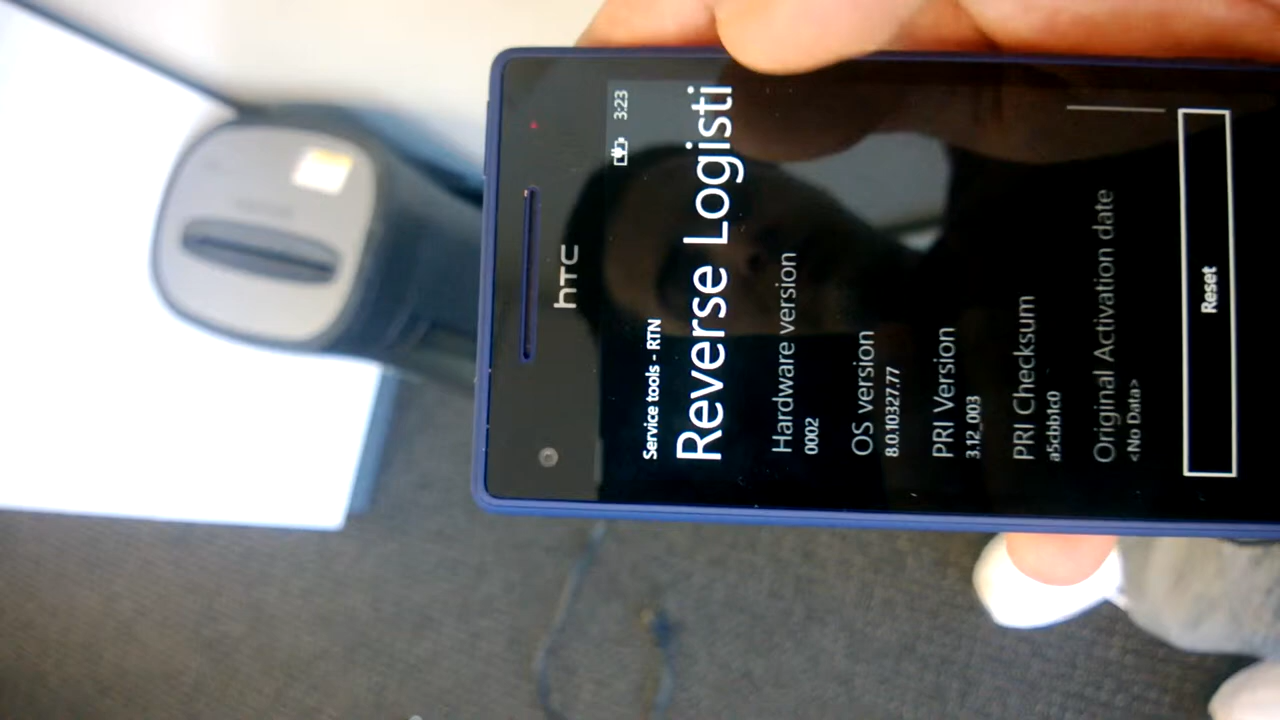 hTC
3:23
Service tools - RTN
Reverse Logisti
Hardware version
0002
OS version
8.0.10327.77
PRI Version
3.12_003
PRI Checksum
a5cbb1c0
Original Activation date
<No Data>
Reset